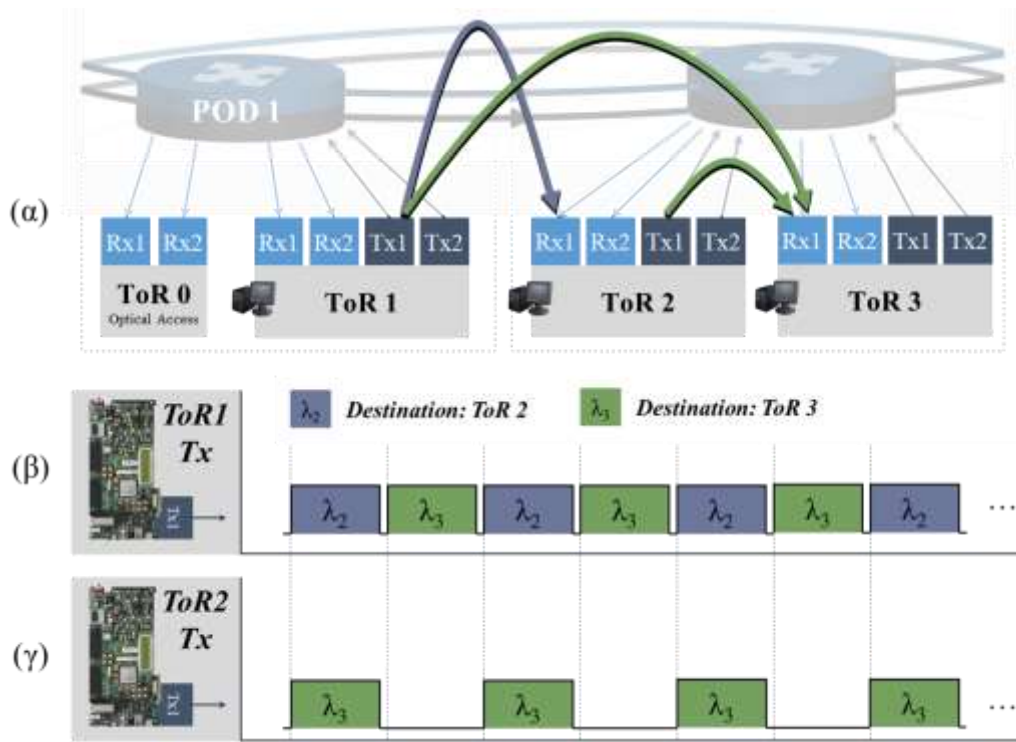 POD 1
(α)
Rx1 Rx2 Rx1 Rx2 Tx1 Tx2 Rx1 Rx2 Tx1 Tx2 Rx1 Rx2 Tx1 Tx2
ToR 0 ToR 1 ToR 2 ToR 3
Optical Access
(β)
ToR1
Tx
Tx1
λ2 Destination: ToR 2 λ3 Destination: ToR 3
λ2 λ3 λ2 λ3 λ2 λ3 λ2 ...
(γ)
ToR2
Tx
Tx1
λ3 λ3 λ3 λ3 ...